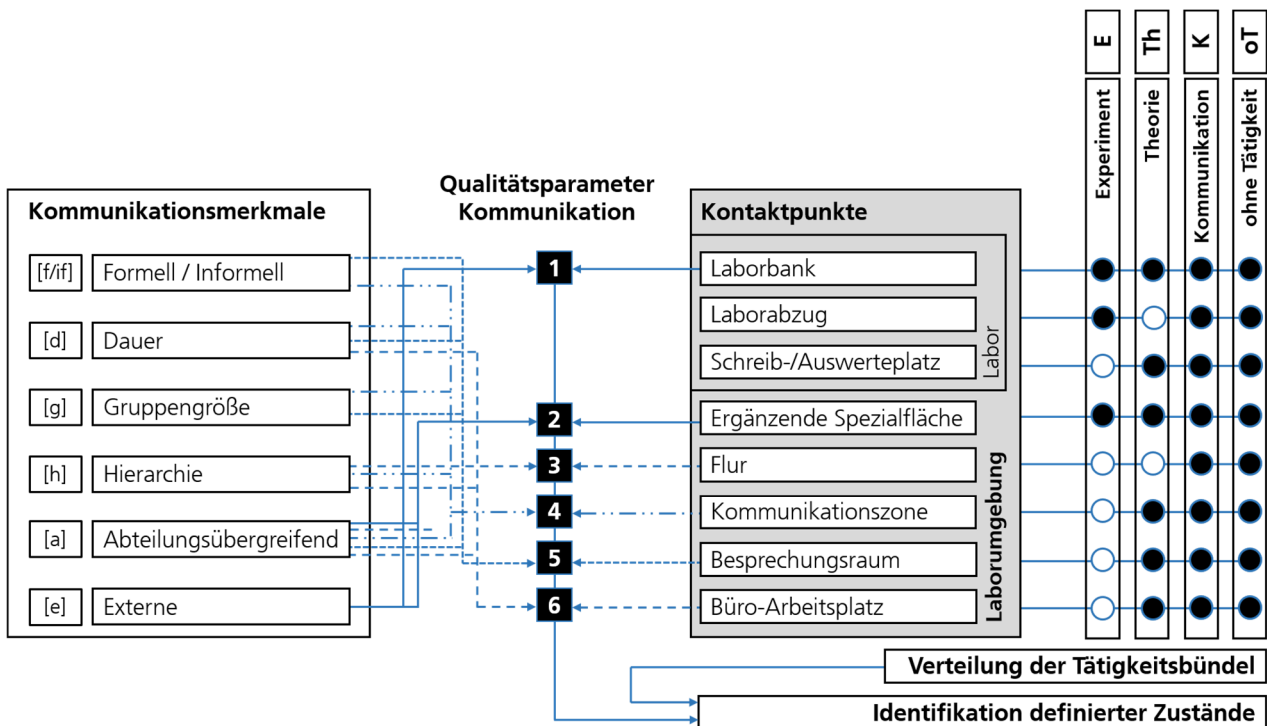 E
Th
K
oT
Experiment
Theorie
Kommunikation
ohne Tätigkeit
Kommunikationsmerkmale
[f/if]
Formell / Informell
[d]
Dauer
[g]
Gruppengröße
[h]
Hierarchie
[a]
Abteilungsübergreifend
[e]
Externe
Qualitätsparameter
Kommunikation
1
2
3
4
5
6
Kontaktpunkte
Laborbank
Laborabzug
Schreib-/Auswerteplatz
Labor
Ergänzende Spezialfläche
Flur
Kommunikationszone
Besprechungsraum
Büro-Arbeitsplatz
Laborumgebung
Verteilung der Tätigkeitsbündel
Identifikation definierter Zustände